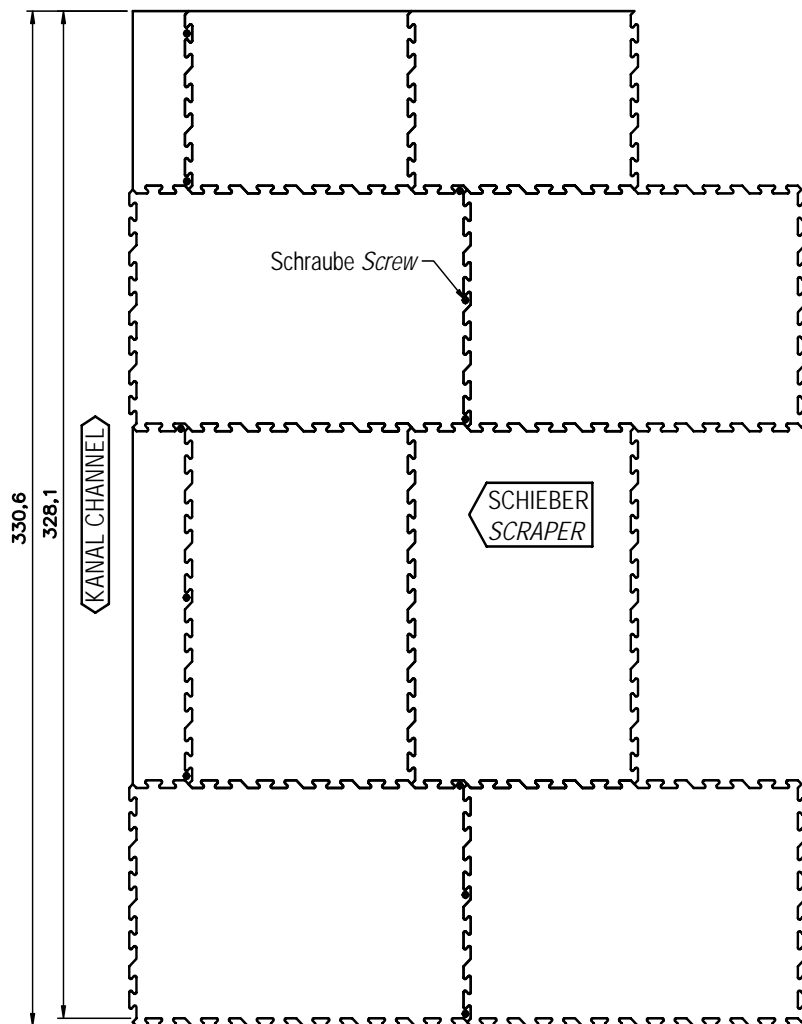 Schraube Screw
KANAL CHANNEL
330,6
328,1
SCHIEBER
SCRAPER